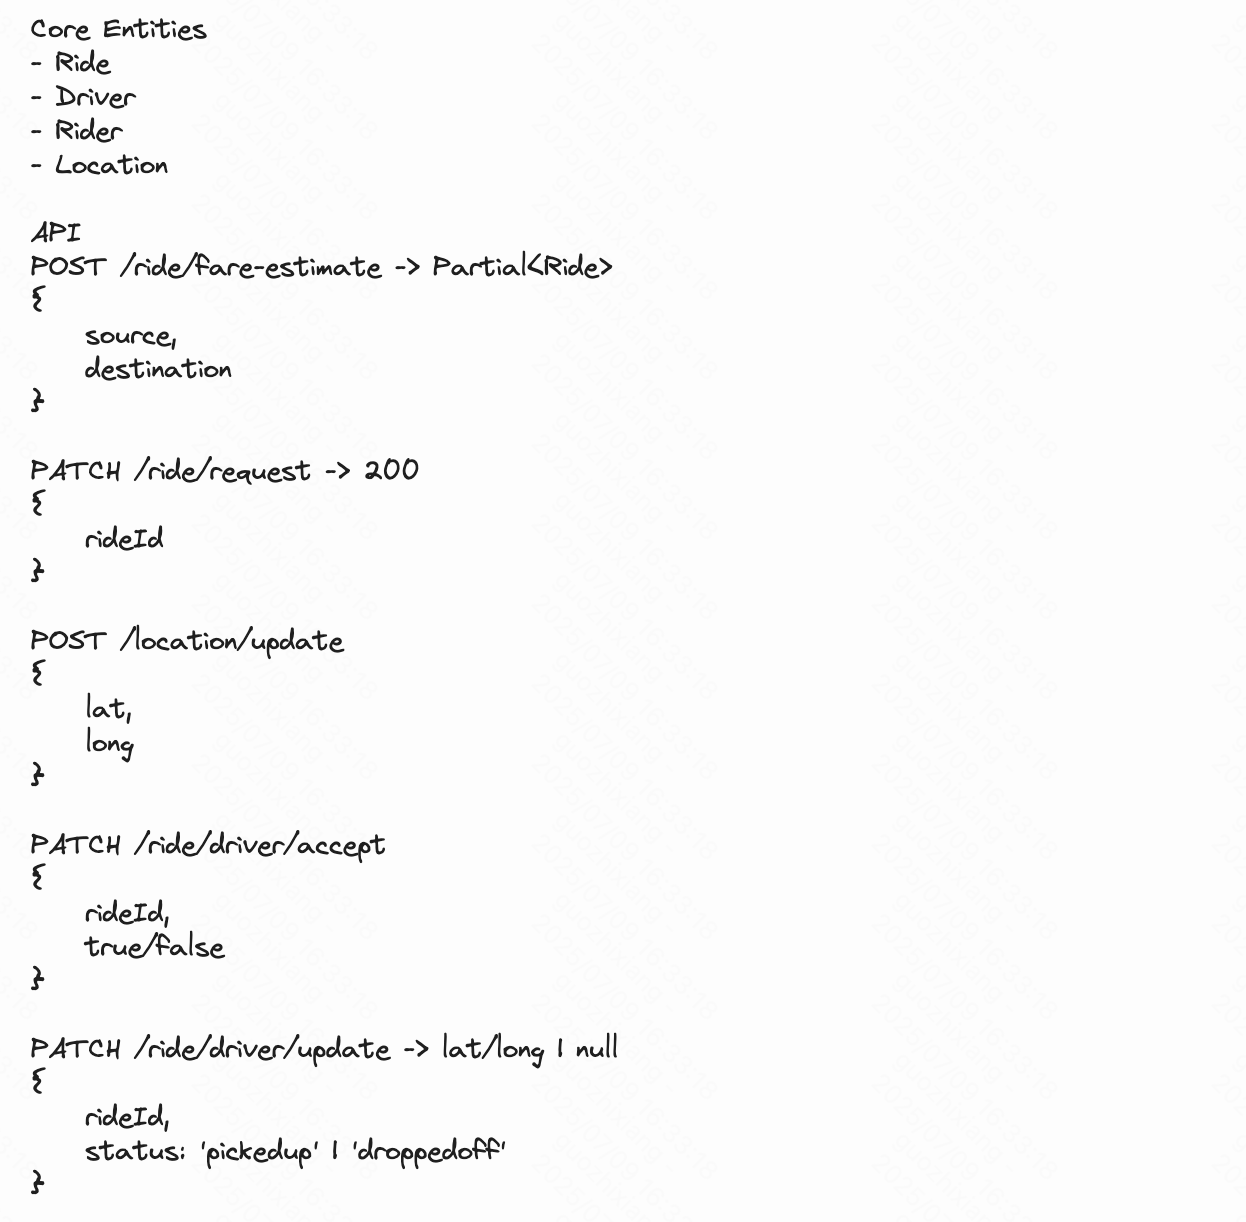 Core Entities
- Ride
- Driver
- Rider
- Location
API
POST /ride/fare-estimate -> Partial<Ride>
{
source,
destination
}
PATCH /ride/request -> 200
{
rideId
}
POST /location/update
{
lat,
long
}
PATCH /ride/driver/accept
{
rideId,
true/false
}
PATCH /ride/driver/update -> lat/long | null
{
rideId,
status: 'pickedup' | 'droppedoff'
}